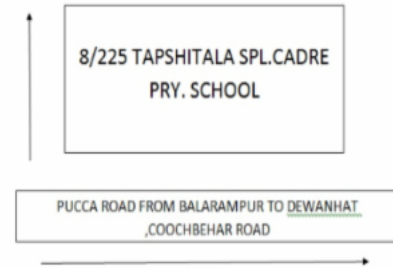 8/225 TAPSHITALA SPL.CADRE
PRY. SCHOOL
PUCCA ROAD FROM BALARAMPUR TO DEWANHAT
,COOCHBEHAR ROAD